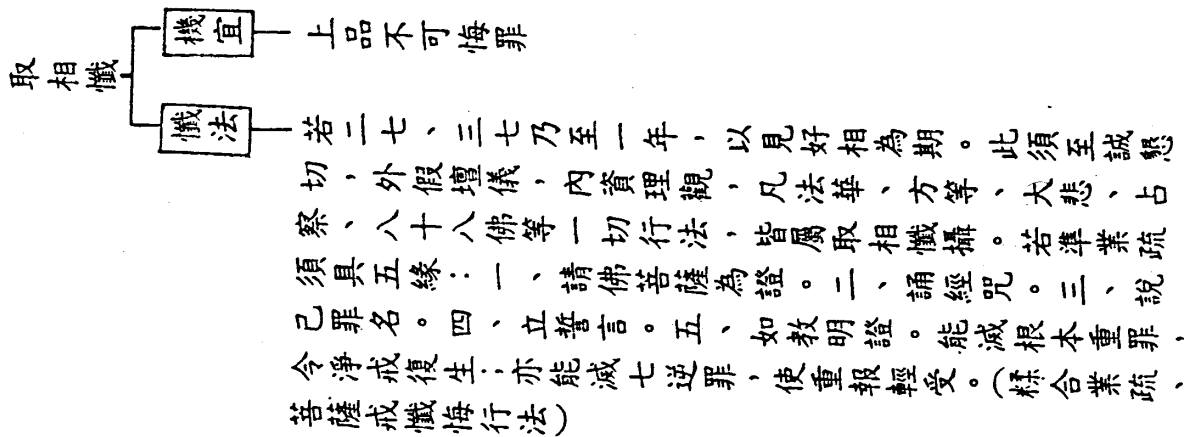 取相懺
機宜
上品不可悔罪
懺法
若二七、三七乃至一年，以見好相為期。此須至誠懇
切，外假壇儀，內資理觀，凡法華、方等、大悲、占
察、八十八佛等一切行法，皆屬取相懺攝。若準業疏
須具五緣：一、請佛菩薩為證。二、誦經咒。三、說
己罪名。四、立誓言。五、如教明證。能滅根本重罪，
令淨戒復生；亦能滅七逆罪，使重報輕受。（糅合業疏、
菩薩戒懺悔行法）